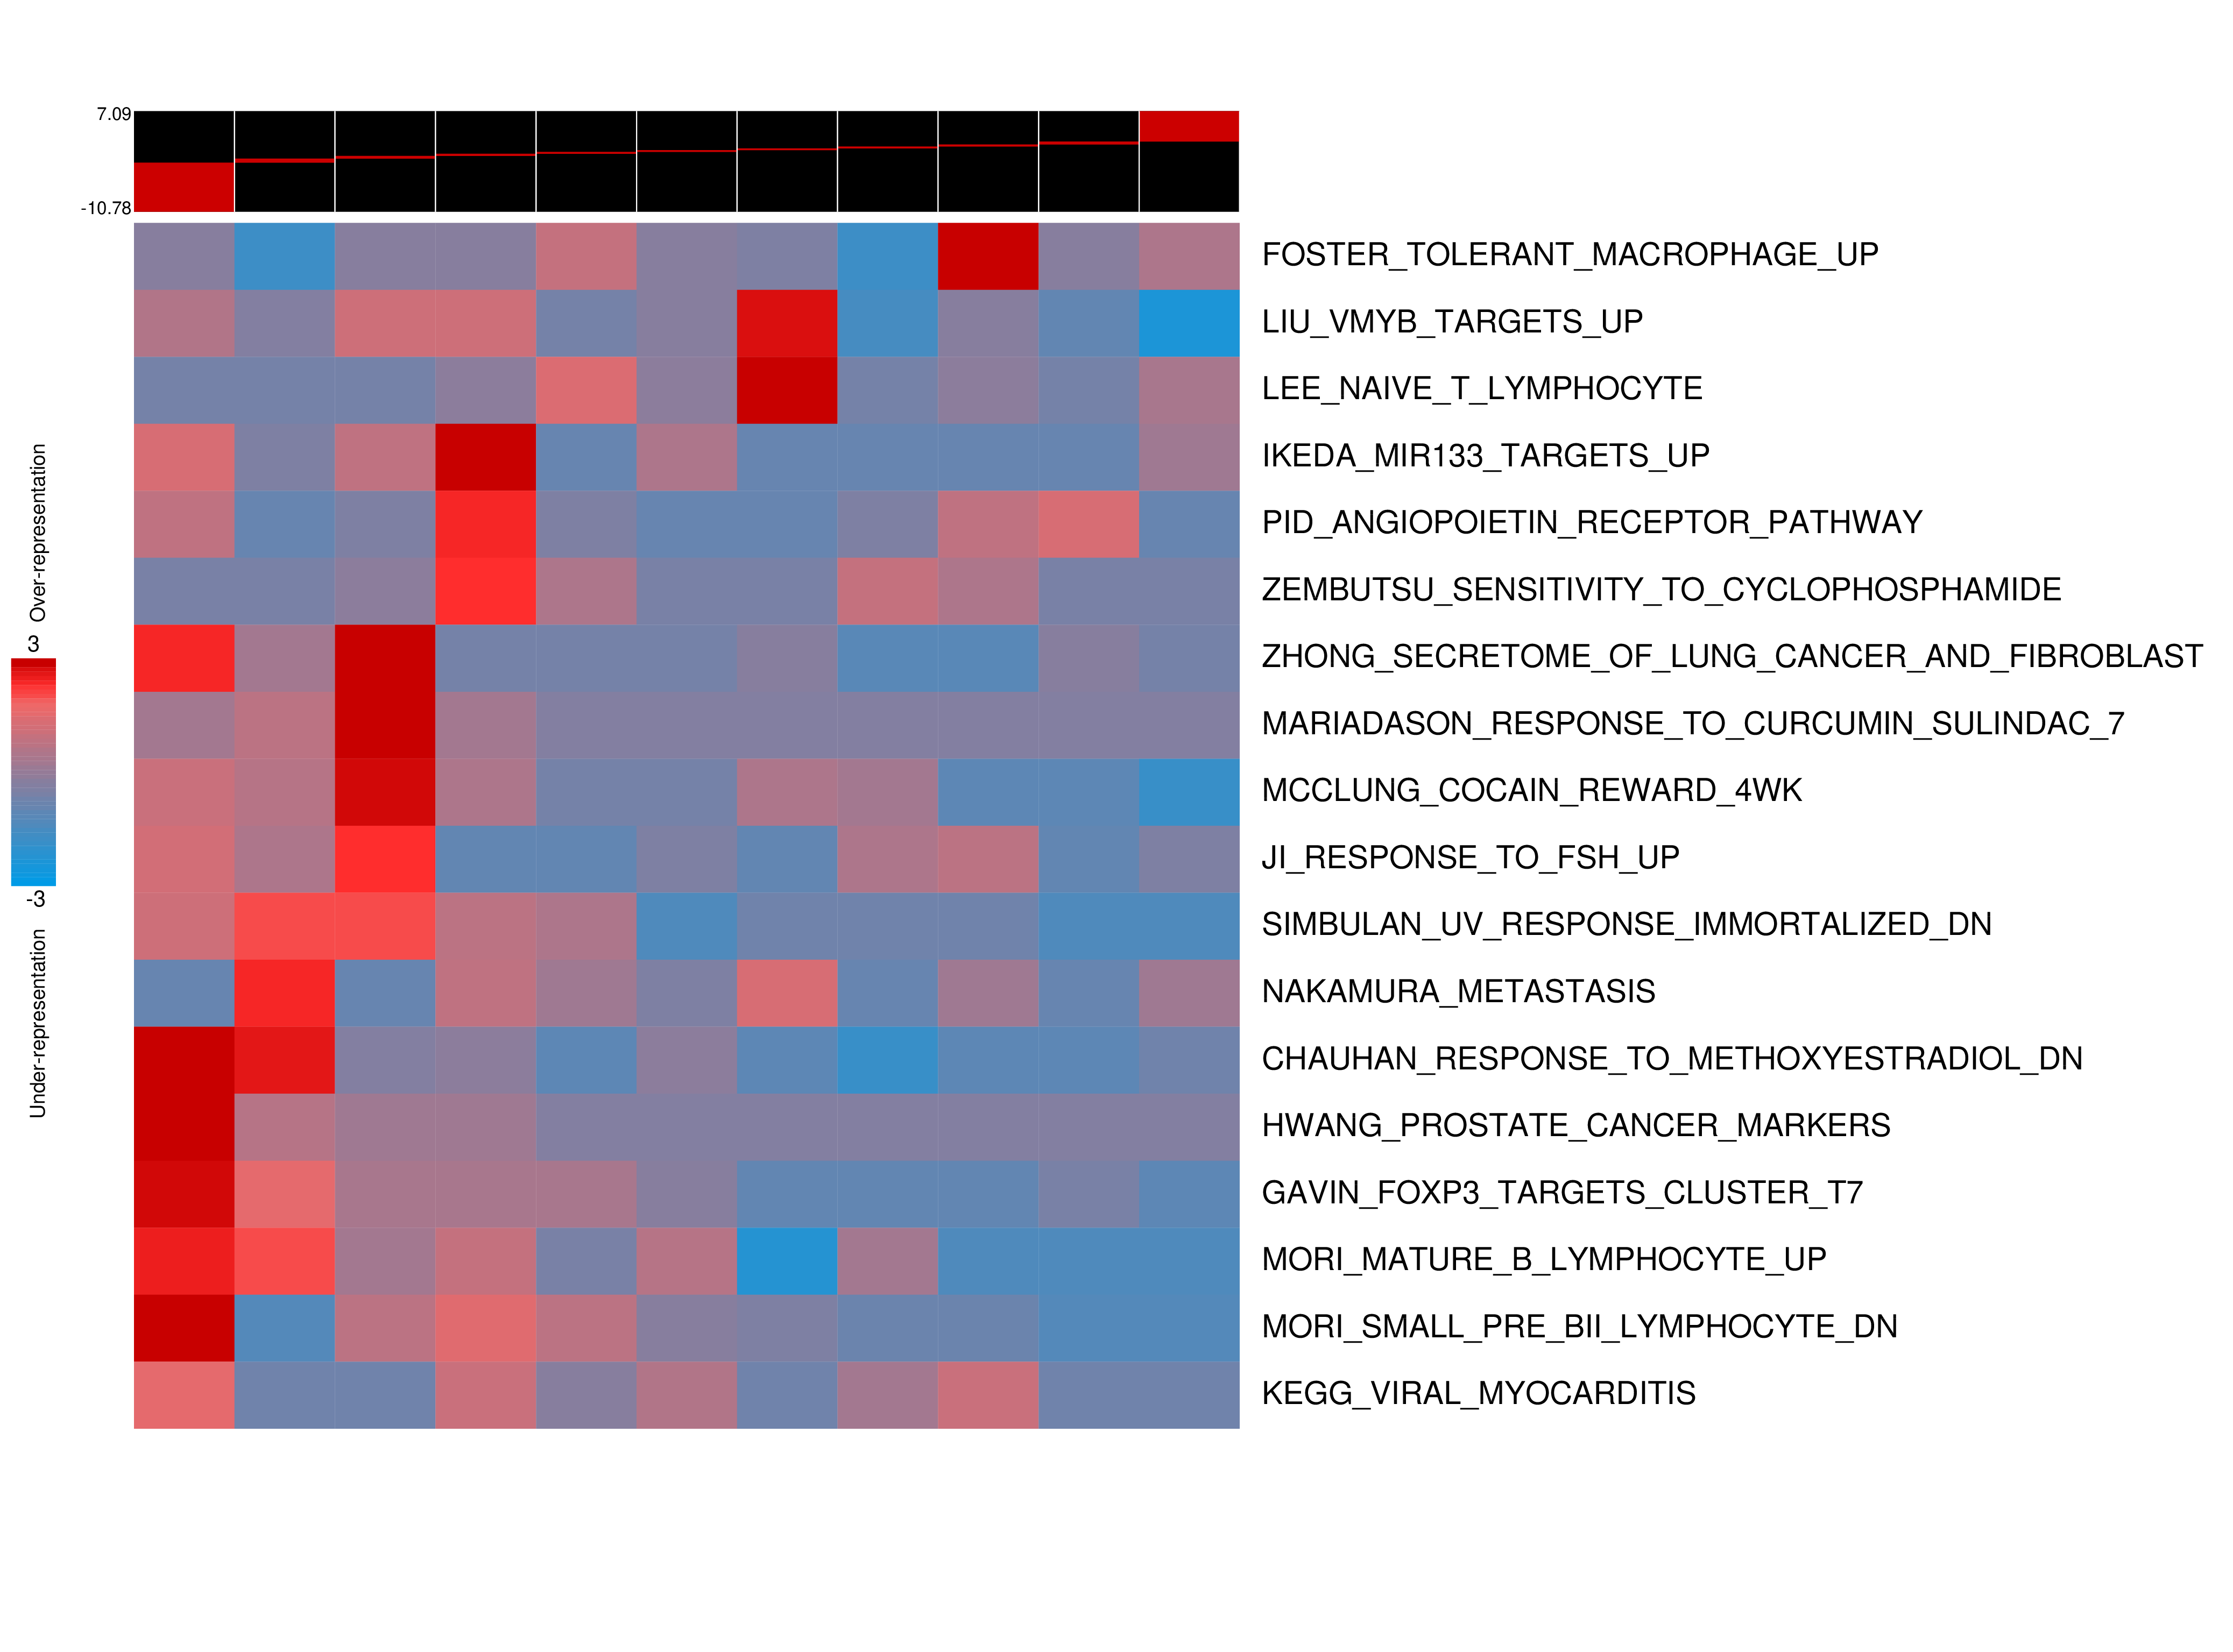 7.09
-10.78
FOSTER_TOLERANT_MACROPHAGE_UP
LIU_VMYB_TARGETS_UP
LEE_NAIVE_T_LYMPHOCYTE
IKEDA_MIR133_TARGETS_UP
PID_ANGIOPOIETIN_RECEPTOR_PATHWAY
ZEMBUTSU_SENSITIVITY_TO_CYCLOPHOSPHAMIDE
ZHONG_SECRETOME_OF_LUNG_CANCER_AND_FIBROBLAST
MARIADASON_RESPONSE_TO_CURCUMIN_SULINDAC_7
MCCLUNG_COCAIN_REWARD_4WK
JI_RESPONSE_TO_FSH_UP
SIMBULAN_UV_RESPONSE_IMMORTALIZED_DN
NAKAMURA_METASTASIS
CHAUHAN_RESPONSE_TO_METHOXYESTRADIOL_DN
HWANG_PROSTATE_CANCER_MARKERS
GAVIN_FOXP3_TARGETS_CLUSTER_T7
MORI_MATURE_B_LYMPHOCYTE_UP
MORI_SMALL_PRE_BII_LYMPHOCYTE_DN
KEGG_VIRAL_MYOCARDITIS
Over-representation
3
-3
Under-representation